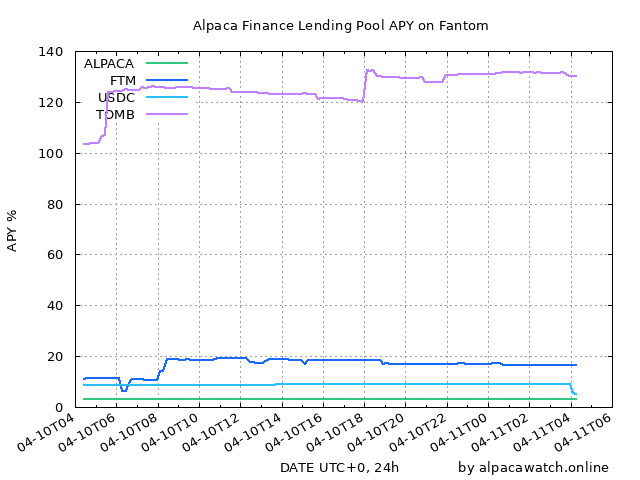 Alpaca Finance Lending Pool APY on Fantom
140
120
100
80
60
40
20
0
APY %
ALPACA
FTM
USDC
TOMB
04-10T04
04-10T06
04-10T08
04-10T10
04-10T12
04-10T14
04-10T16
04-10T18
04-10T20
04-10T22
04-11T00
04-11T02
04-11T04
04-11T06
DATE UTC+0, 24h
by alpacawatch.online